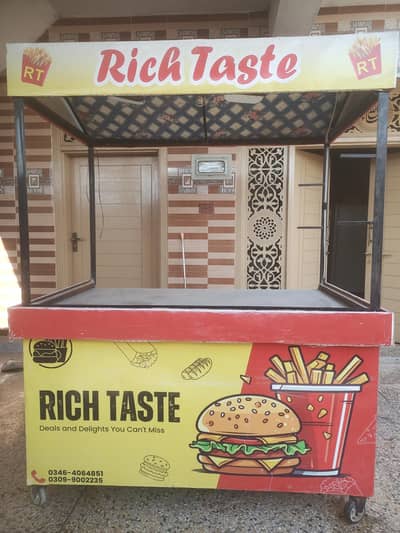 RT
Rich Taste
RT
RICH TASTE
Deals and Delights You Can't Miss
0346-4064851
0309-9002235